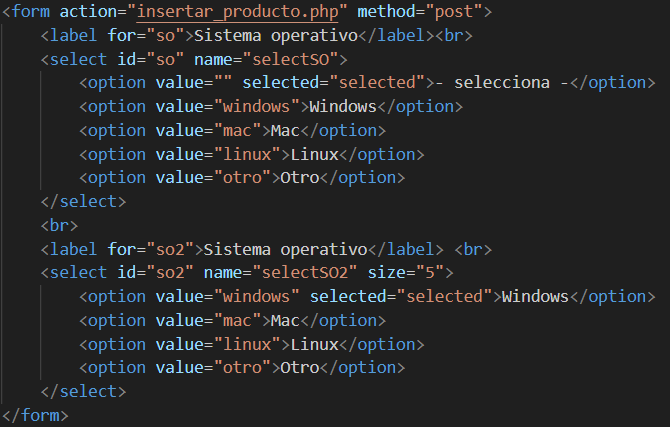 <form action="insertar_producto.php" method="post">
    <label for="so">Sistema operativo</label><br>
    <select id="so" name="selectSO">
        <option value="" selected="selected">- selecciona -</option>
        <option value="windows">Windows</option>
        <option value="mac">Mac</option>
        <option value="linux">Linux</option>
        <option value="otro">Otro</option>
    </select>
    <br>
    <label for="so2">Sistema operativo</label> <br>
    <select id="so2" name="selectSO2" size="5">
        <option value="windows" selected="selected">Windows</option>
        <option value="mac">Mac</option>
        <option value="linux">Linux</option>
        <option value="otro">Otro</option>
    </select>
</form>